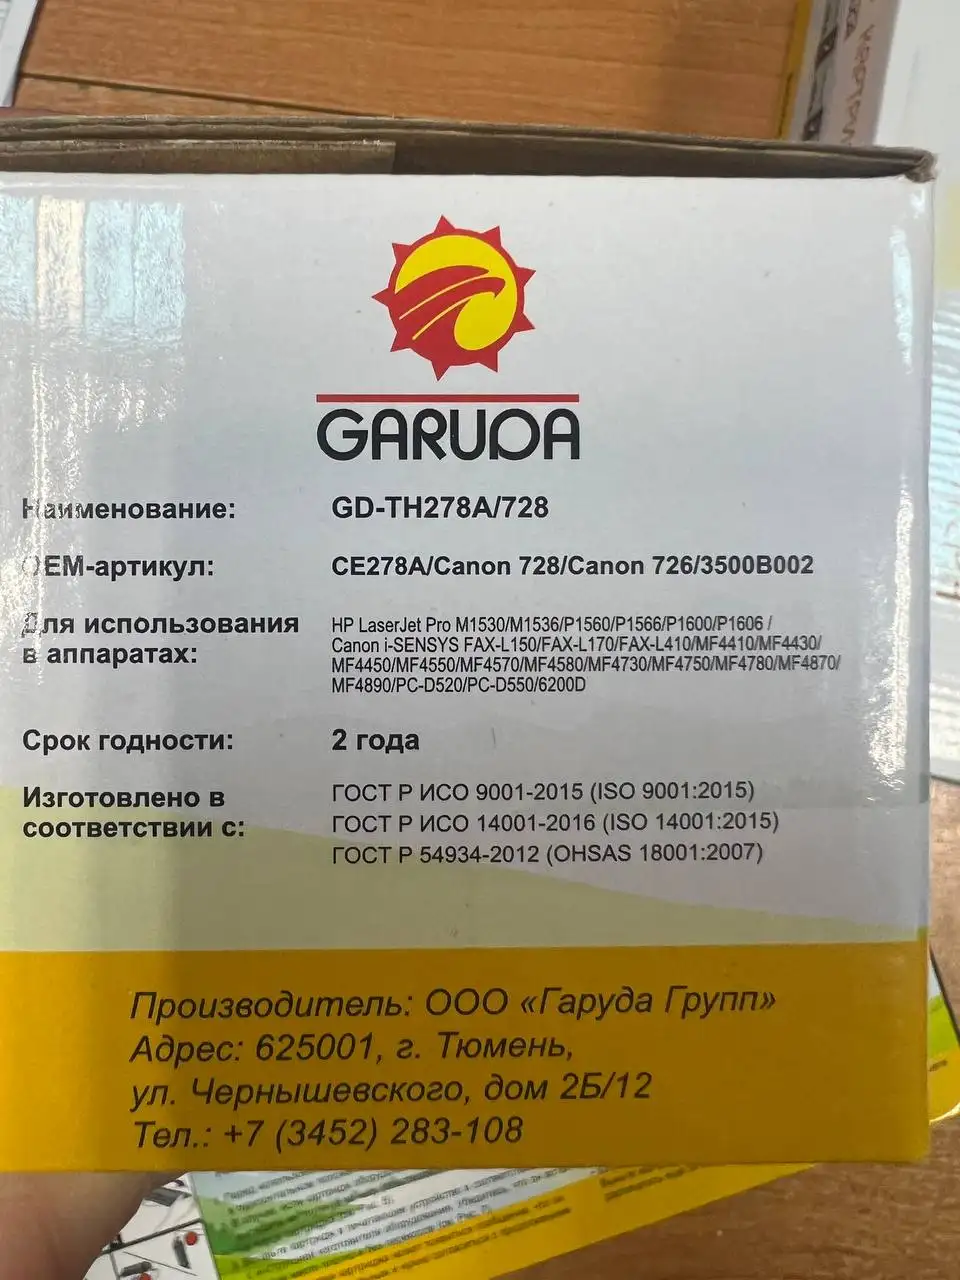 GARUDA
Наименование: GD-TH278A/728
OEM-артикул: CE278A/Canon 728/Canon 726/3500B002
Для использования в аппаратах:
HP LaserJet Pro M1530/M1536/P1560/P1566/P1600/P1606 /
Canon i-SENSYS FAX-L150/FAX-L170/FAX-L410/MF4410/MF4430/
MF4450/MF4550/MF4570/MF4580/MF4730/MF4750/MF4780/MF4870/
MF4890/PC-D520/PC-D550/6200D
Срок годности: 2 года
Изготовлено в
соответствии с:
ГОСТ Р ИСО 9001-2015 (ISO 9001:2015)
ГОСТ Р ИСО 14001-2016 (ISO 14001:2015)
ГОСТ Р 54934-2012 (OHSAS 18001:2007)
Производитель: ООО «Гаруда Групп»
Адрес: 625001, г. Тюмень,
ул. Чернышевского, дом 2Б/12
Тел.: +7 (3452) 283-108